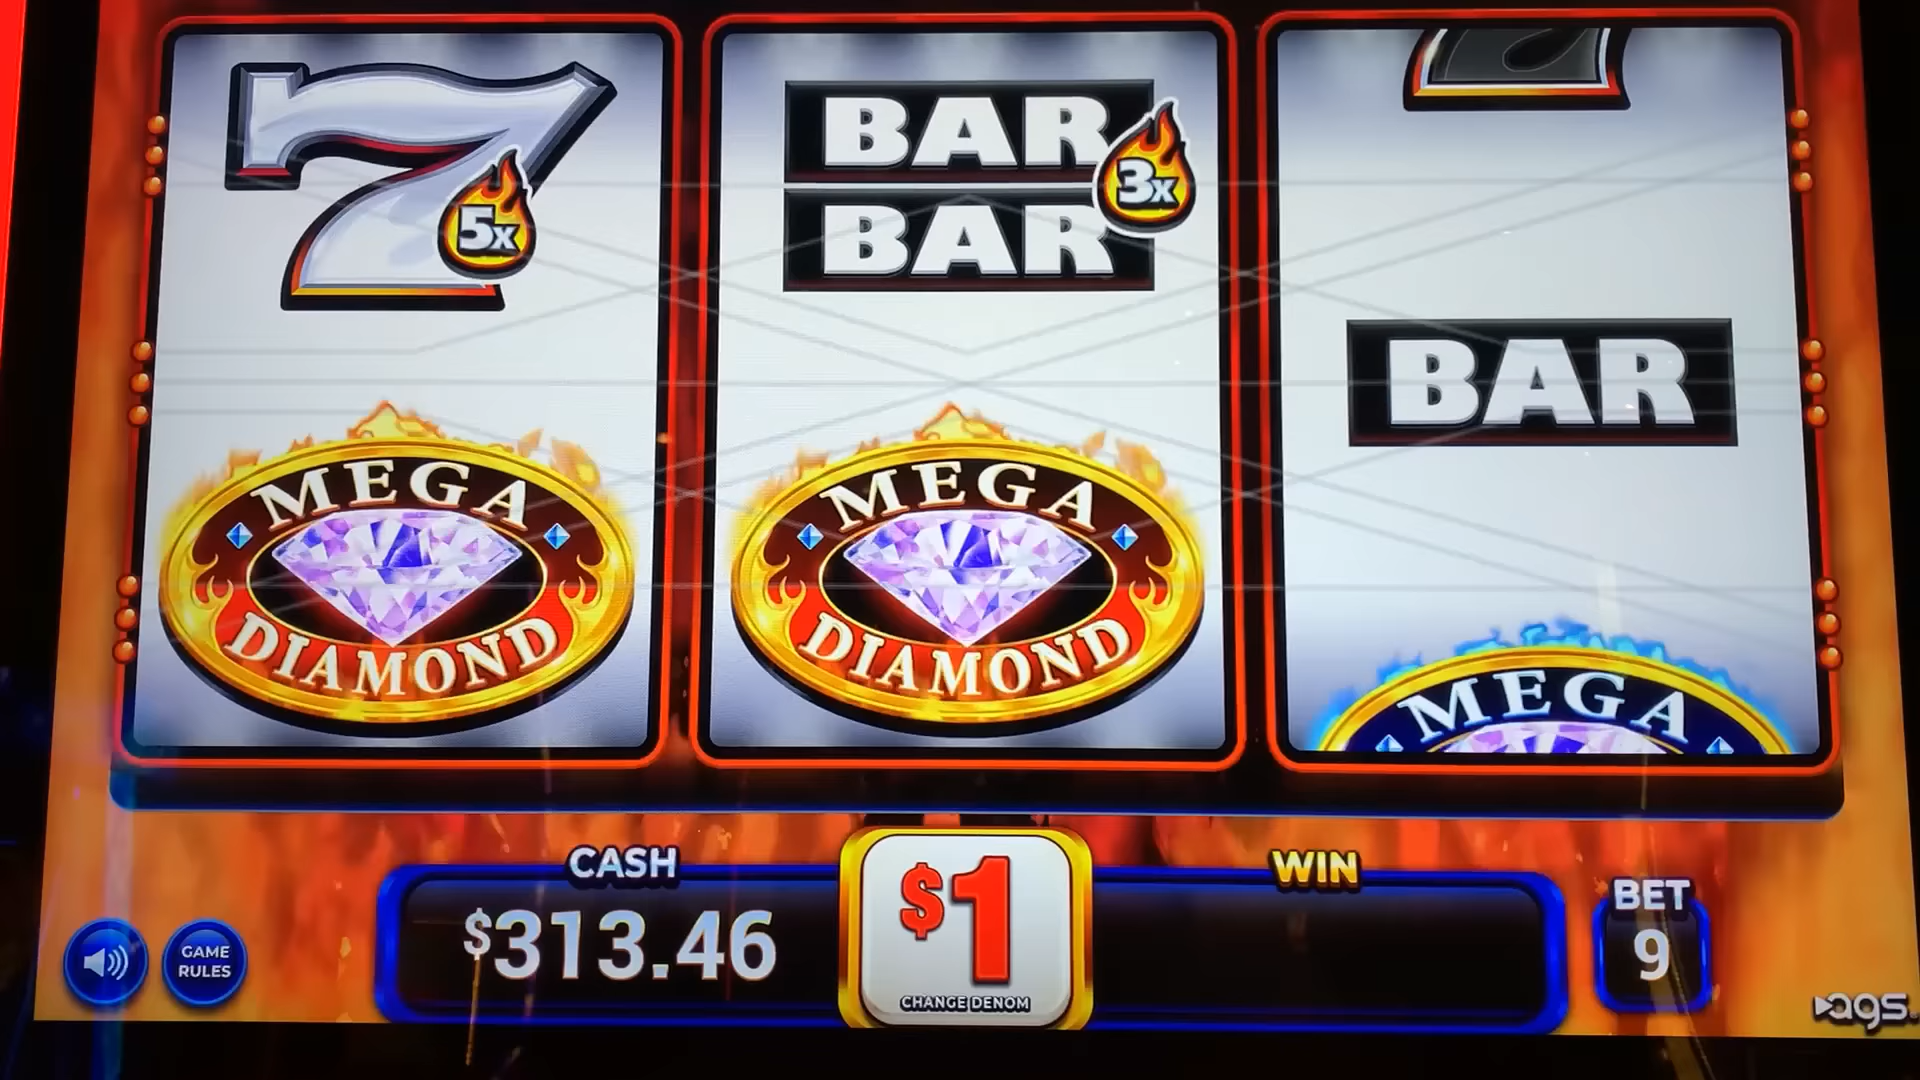 7
5x
BAR
BAR
3x
BAR
MEGA
DIAMOND
MEGA
DIAMOND
MEGA
CASH
$313.46
$1
CHANGE DENOM
WIN
BET
9
GAME
RULES
ags